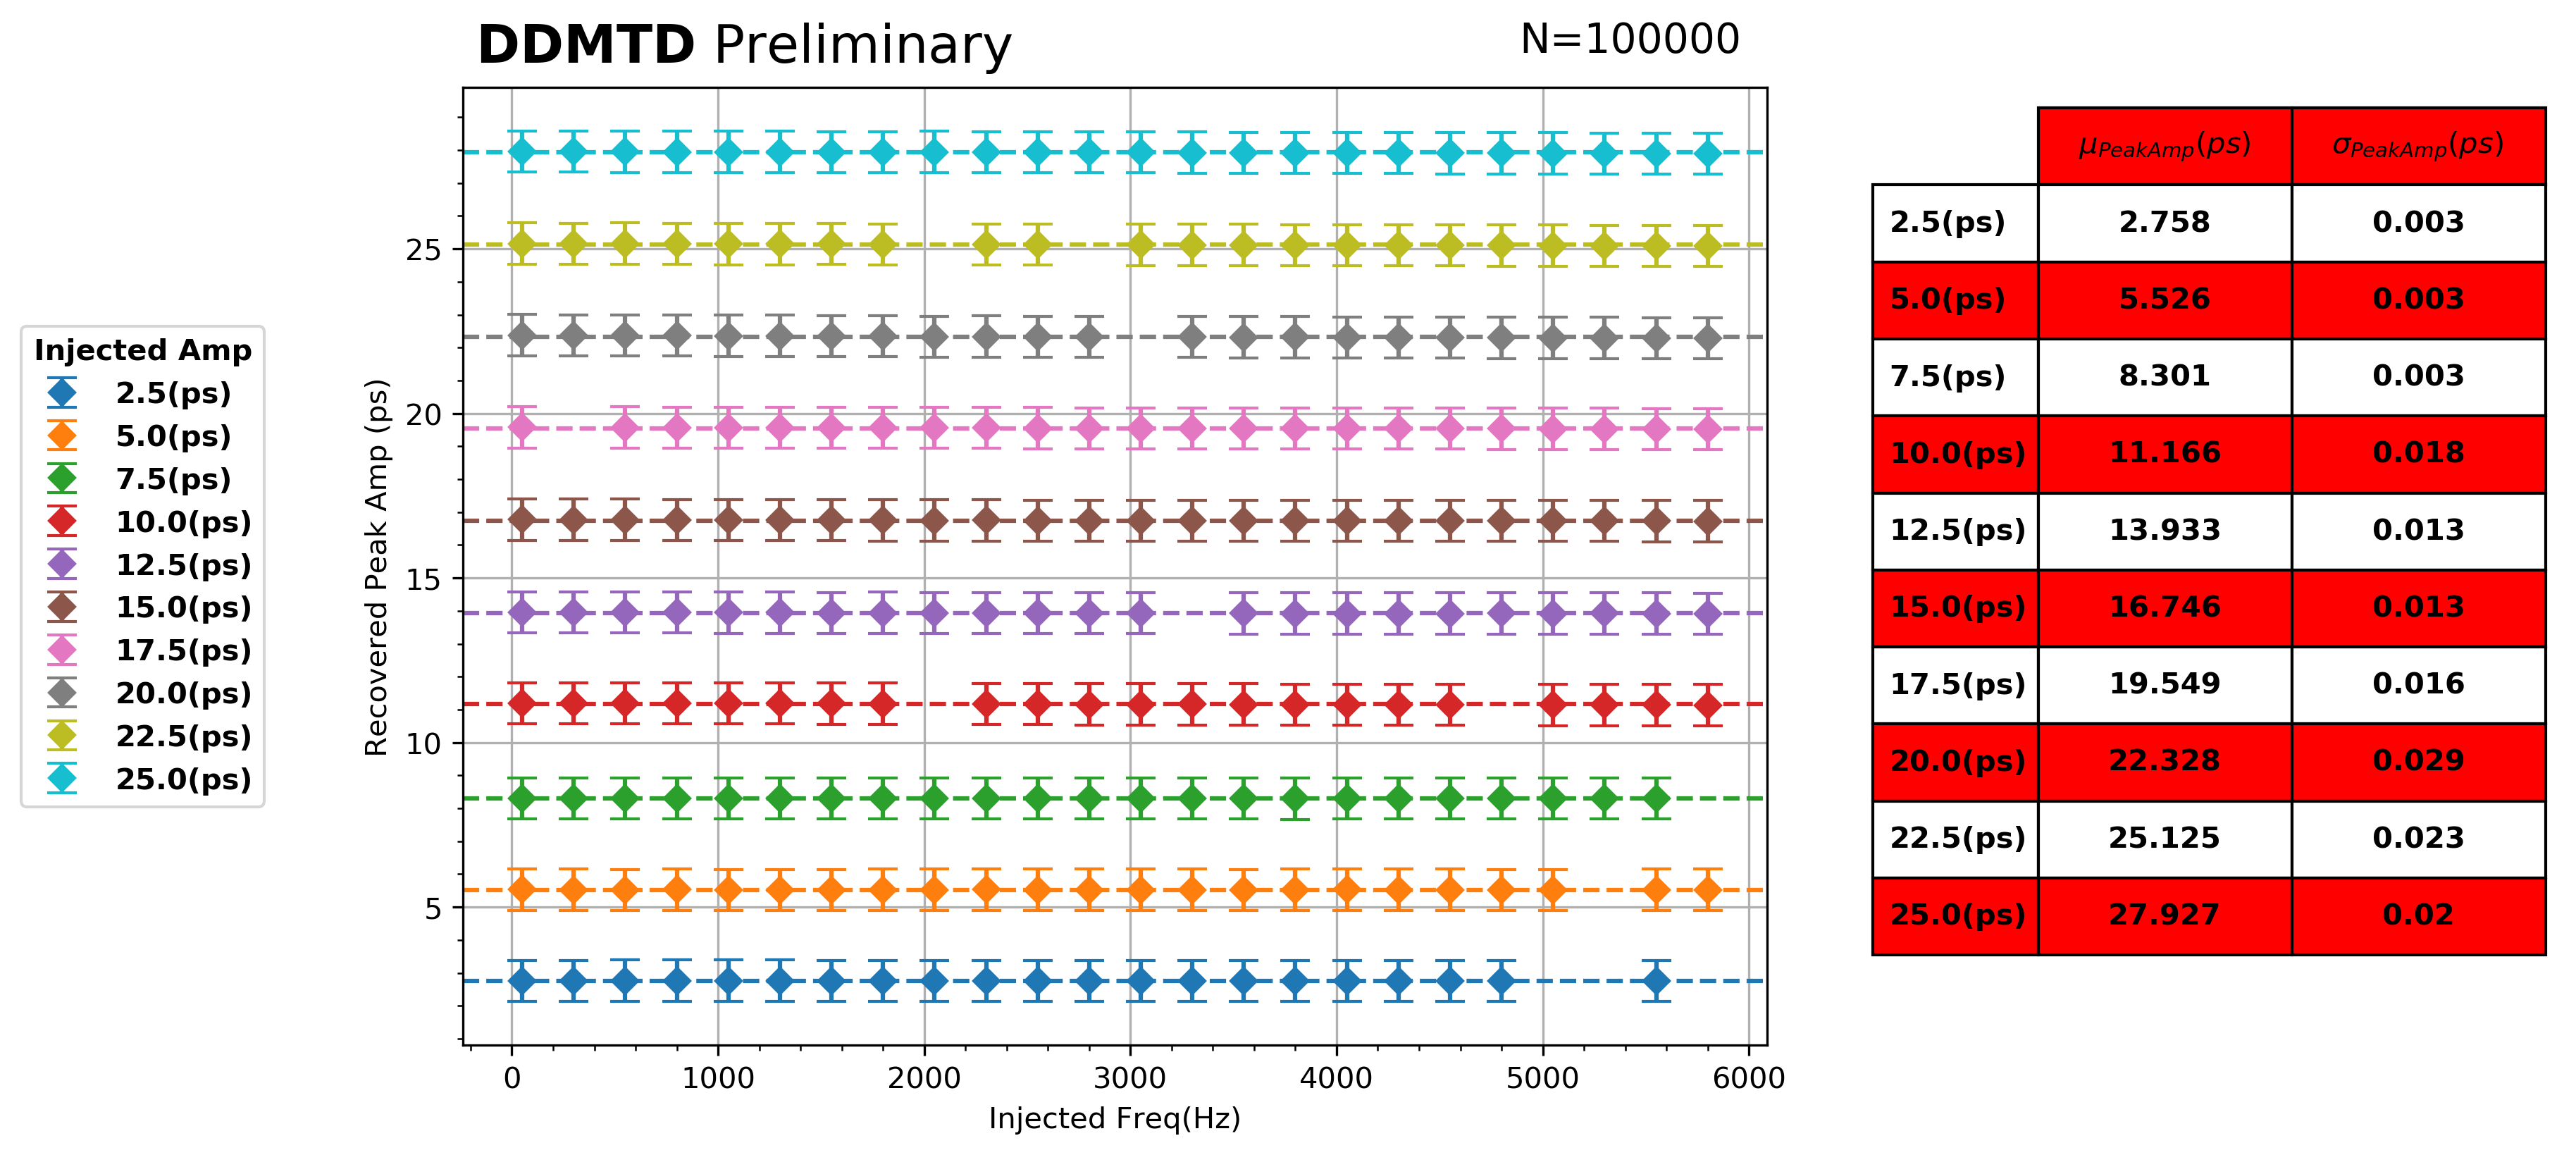 DDMTD Preliminary
N=100000
Injected Amp
2.5(ps)
5.0(ps)
7.5(ps)
10.0(ps)
12.5(ps)
15.0(ps)
17.5(ps)
20.0(ps)
22.5(ps)
25.0(ps)
Recovered Peak Amp (ps)
25
20
15
10
5
0 1000 2000 3000 4000 5000 6000
Injected Freq(Hz)
μPeakAmp(ps) σPeakAmp(ps)
2.5(ps) 2.758 0.003
5.0(ps) 5.526 0.003
7.5(ps) 8.301 0.003
10.0(ps) 11.166 0.018
12.5(ps) 13.933 0.013
15.0(ps) 16.746 0.013
17.5(ps) 19.549 0.016
20.0(ps) 22.328 0.029
22.5(ps) 25.125 0.023
25.0(ps) 27.927 0.02